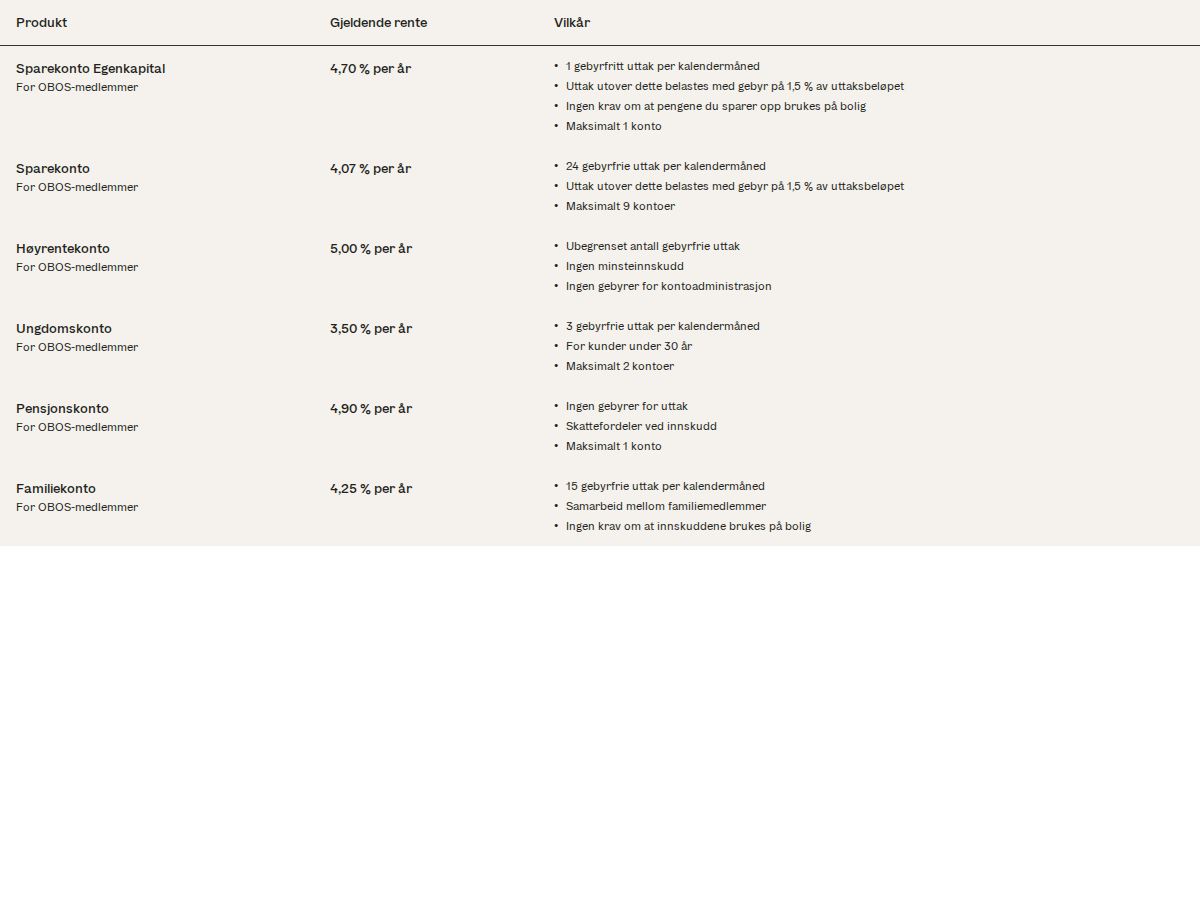 Produkt Gjeldende rente Vilkår
Sparekonto Egenkapital
For OBOS-medlemmer
4,70 % per år
• 1 gebyrfritt uttak per kalendermåned
• Uttak utover dette belastes med gebyr på 1,5 % av uttaksbeløpet
• Ingen krav om at pengene du sparer opp brukes på bolig
• Maksimalt 1 konto
Sparekonto
For OBOS-medlemmer
4,07 % per år
• 24 gebyrfrie uttak per kalendermåned
• Uttak utover dette belastes med gebyr på 1,5 % av uttaksbeløpet
• Maksimalt 9 kontoer
Høyrentekonto
For OBOS-medlemmer
5,00 % per år
• Ubegrenset antall gebyrfrie uttak
• Ingen minsteinnskudd
• Ingen gebyrer for kontoadministrasjon
Ungdomskonto
For OBOS-medlemmer
3,50 % per år
• 3 gebyrfrie uttak per kalendermåned
• For kunder under 30 år
• Maksimalt 2 kontoer
Pensjonskonto
For OBOS-medlemmer
4,90 % per år
• Ingen gebyrer for uttak
• Skattefordeler ved innskudd
• Maksimalt 1 konto
Familiekonto
For OBOS-medlemmer
4,25 % per år
• 15 gebyrfrie uttak per kalendermåned
• Samarbeid mellom familiemedlemmer
• Ingen krav om at innskuddene brukes på bolig